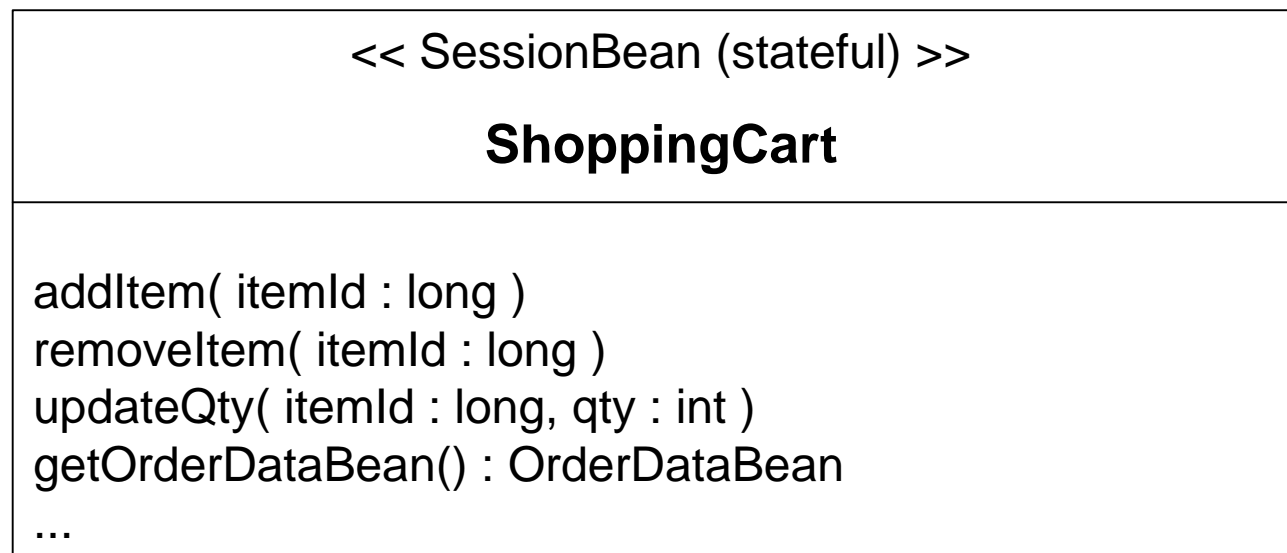 << SessionBean (stateful) >>
ShoppingCart
addItem( itemId : long )
removeItem( itemId : long )
updateQty( itemId : long, qty : int )
getOrderDataBean() : OrderDataBean
...